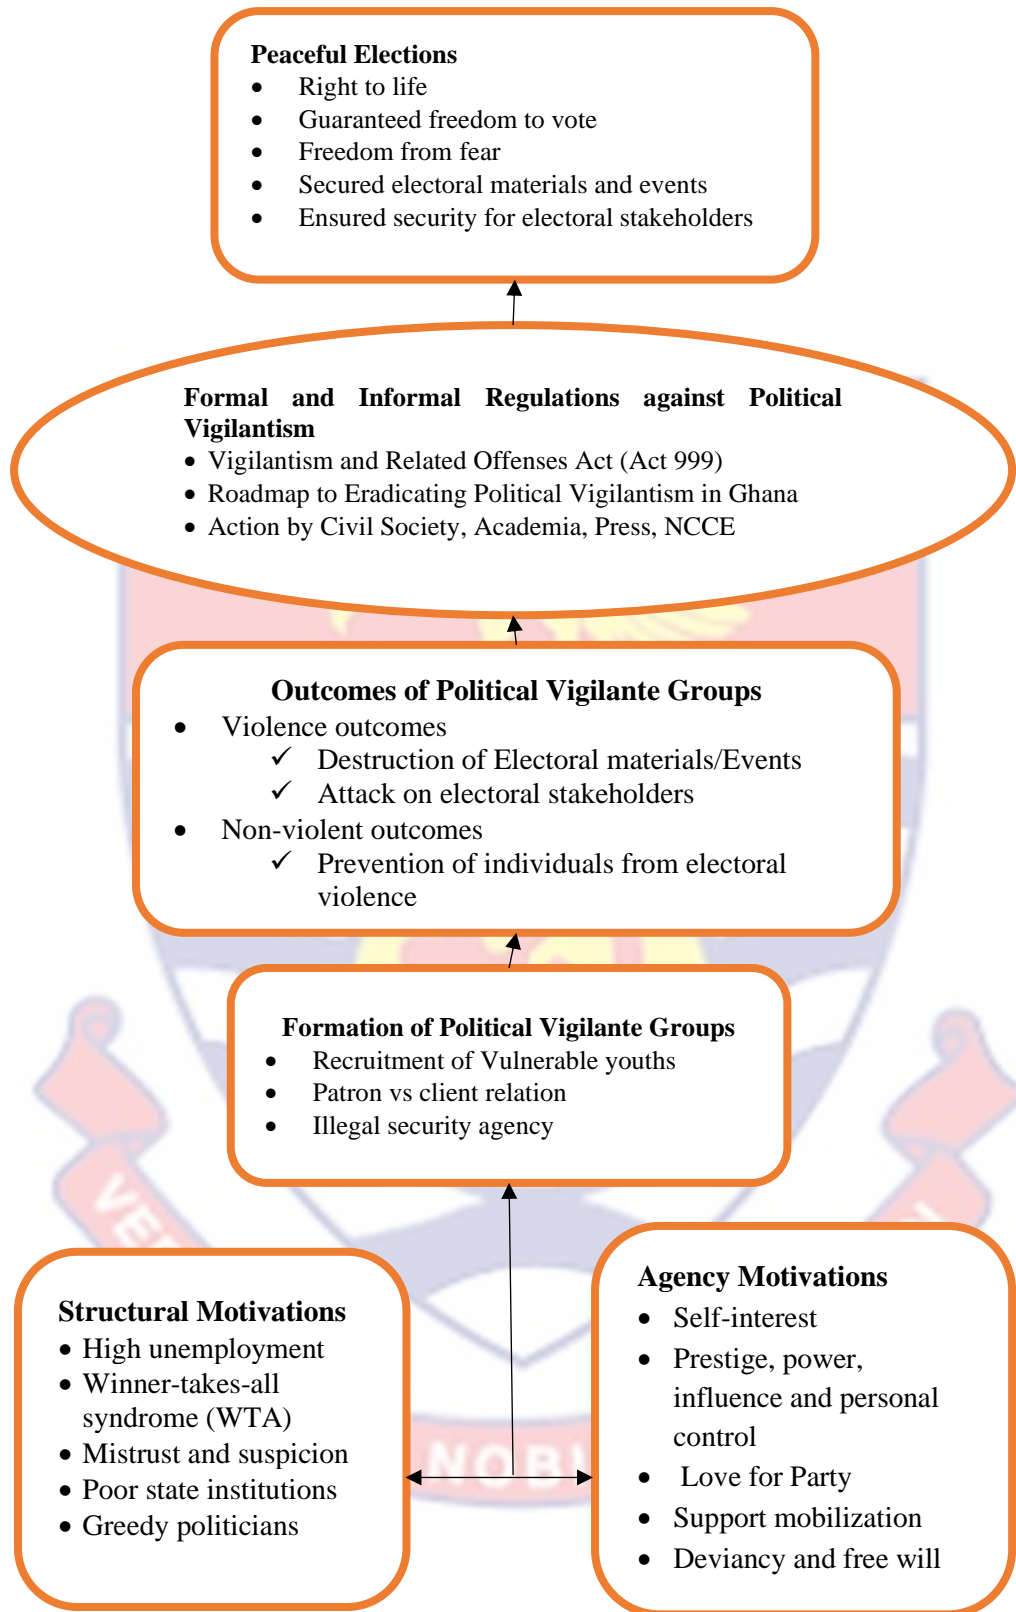 Peaceful Elections
• Right to life
• Guaranteed freedom to vote
• Freedom from fear
• Secured electoral materials and events
• Ensured security for electoral stakeholders
Formal and Informal Regulations against Political
Vigilantism
• Vigilantism and Related Offenses Act (Act 999)
• Roadmap to Eradicating Political Vigilantism in Ghana
• Action by Civil Society, Academia, Press, NCCE
Outcomes of Political Vigilante Groups
• Violence outcomes
✓ Destruction of Electoral materials/Events
✓ Attack on electoral stakeholders
• Non-violent outcomes
✓ Prevention of individuals from electoral
violence
Formation of Political Vigilante Groups
• Recruitment of Vulnerable youths
• Patron vs client relation
• Illegal security agency
Structural Motivations
• High unemployment
• Winner-takes-all
syndrome (WTA)
• Mistrust and suspicion
• Poor state institutions
• Greedy politicians
Agency Motivations
• Self-interest
• Prestige, power,
influence and personal
control
• Love for Party
• Support mobilization
• Deviancy and free will